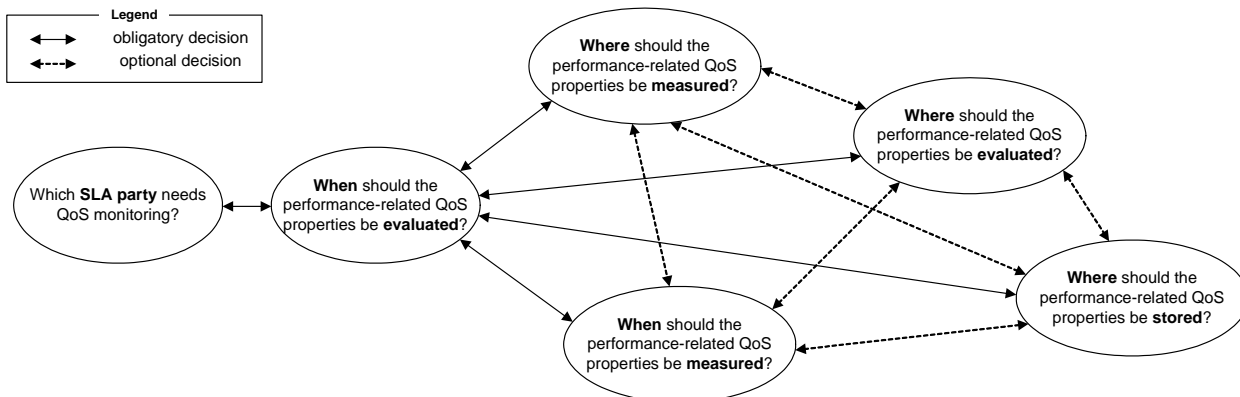 Legend
obligatory decision
optional decision
Where should the
performance-related QoS
properties be measured?
Where should the
performance-related QoS
properties be evaluated?
Which SLA party needs
QoS monitoring?
When should the
performance-related QoS
properties be evaluated?
Where should the
performance-related QoS
properties be stored?
When should the
performance-related QoS
properties be measured?